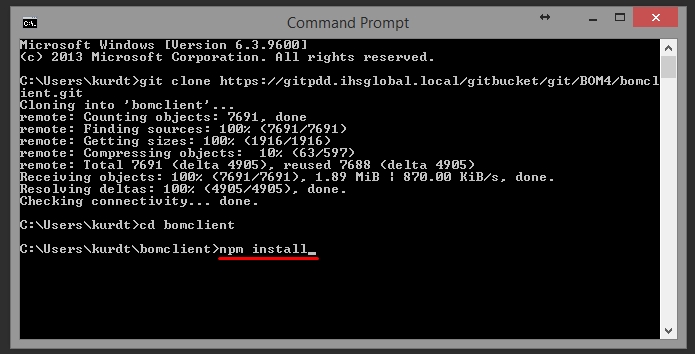 Command Prompt
Microsoft Windows [Version 6.3.9600]
(c) 2013 Microsoft Corporation. All rights reserved.
C:\Users\kurdt>git clone https://gitpdd.ihsglobal.local/gitbucket/git/BOM4/bomcl
ient.git
Cloning into 'bomclient'...
remote: Counting objects: 7691, done
remote: Finding sources: 100% (7691/7691)
remote: Getting sizes: 100% (1916/1916)
remote: Compressing objects:  10% (63/597)
remote: Total 7691 (delta 4905), reused 7688 (delta 4905)
Receiving objects: 100% (7691/7691), 1.89 MiB | 870.00 KiB/s, done.
Resolving deltas: 100% (4905/4905), done.
Checking connectivity... done.
C:\Users\kurdt>cd bomclient
C:\Users\kurdt\bomclient>npm install_